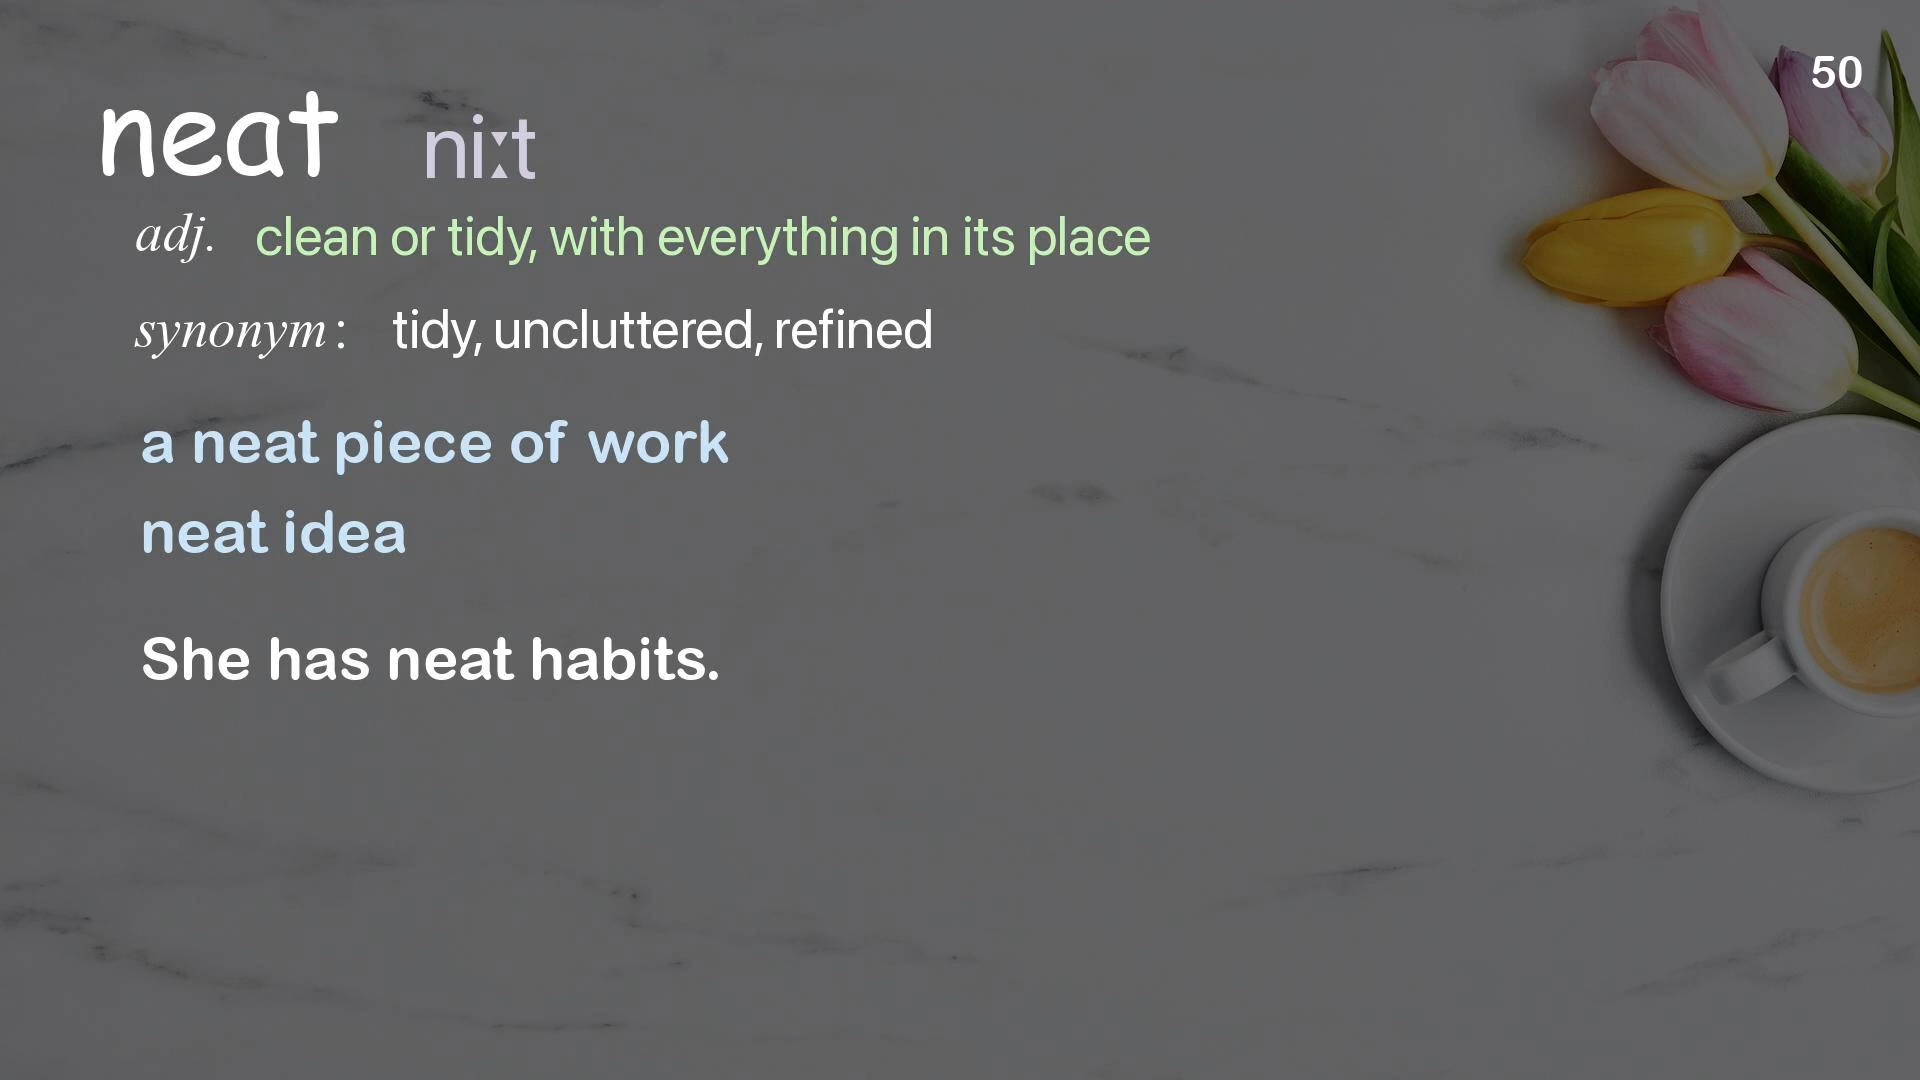 50
neat niːt
adj. clean or tidy, with everything in its place
synonym: tidy, uncluttered, refined
a neat piece of work
neat idea
She has neat habits.